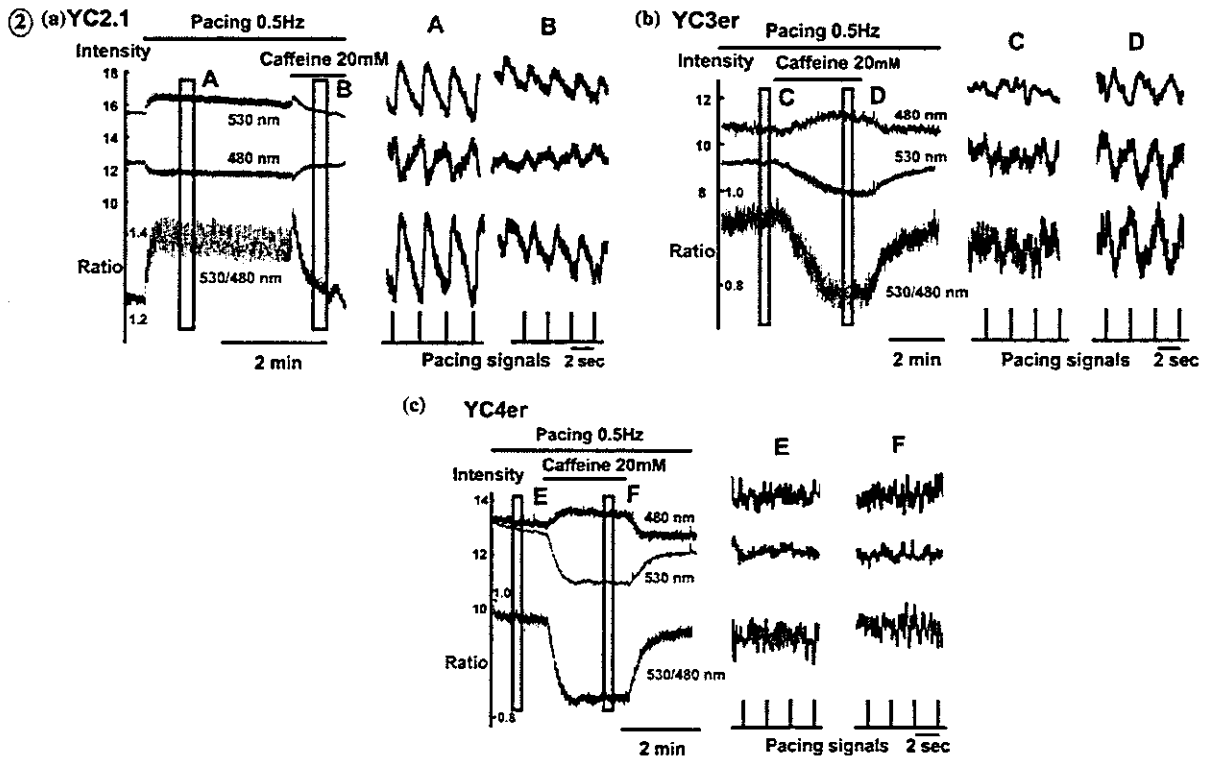 ② (a) YC2.1
Pacing 0.5Hz
Intensity
Caffeine 20mM
18
16
14
12
10
A
B
530 nm
480 nm
1.4
Ratio
530/480 nm
1.2
2 min
A
B
Pacing signals
2 sec
(b) YC3er
Pacing 0.5Hz
Intensity
Caffeine 20mM
12
10
8
C
D
480 nm
530 nm
1.0
Ratio
0.8
530/480 nm
2 min
C
D
Pacing signals
2 sec
(c) YC4er
Pacing 0.5Hz
Caffeine 20mM
Intensity
14
12
10
E
F
480 nm
530 nm
1.0
Ratio
530/480 nm
0.8
2 min
E
F
Pacing signals
2 sec